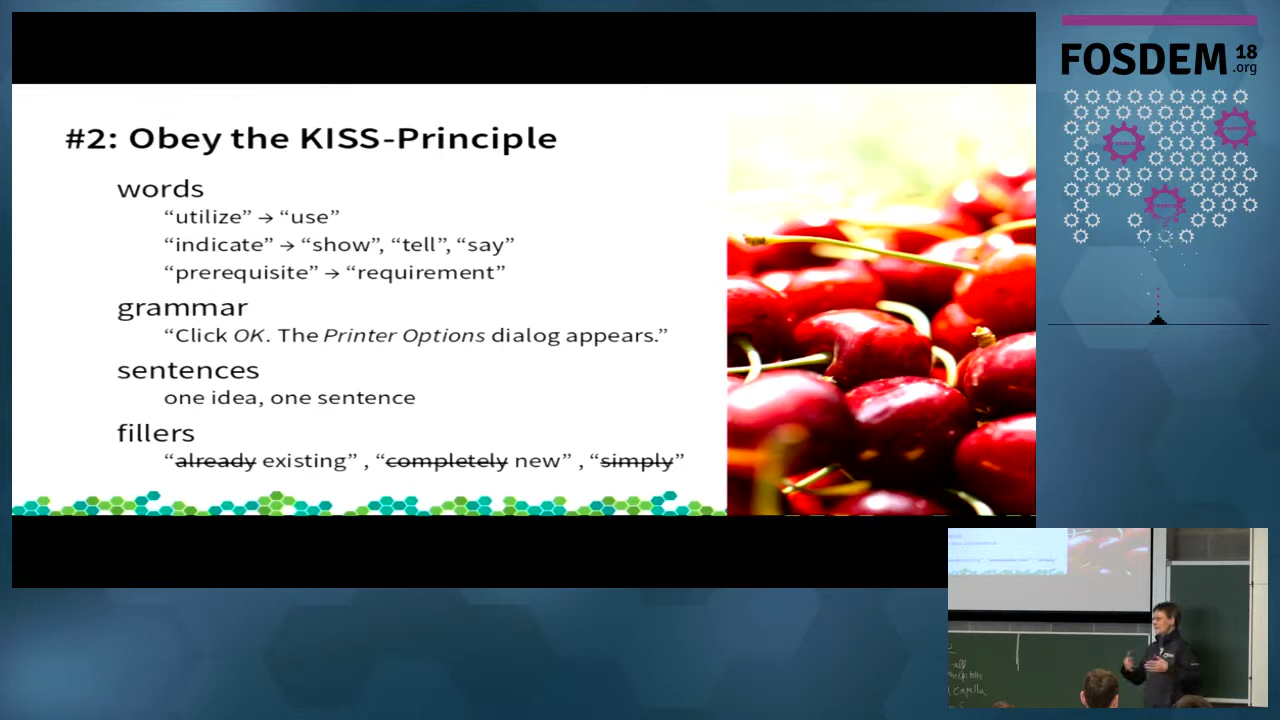 #2: Obey the KISS-Principle
words
“utilize” → “use”
“indicate” → “show”, “tell”, “say”
“prerequisite” → “requirement”
grammar
“Click OK. The Printer Options dialog appears.”
sentences
one idea, one sentence
fillers
“already existing” , “completely new” , “simply”
FOSDEM 18
.org